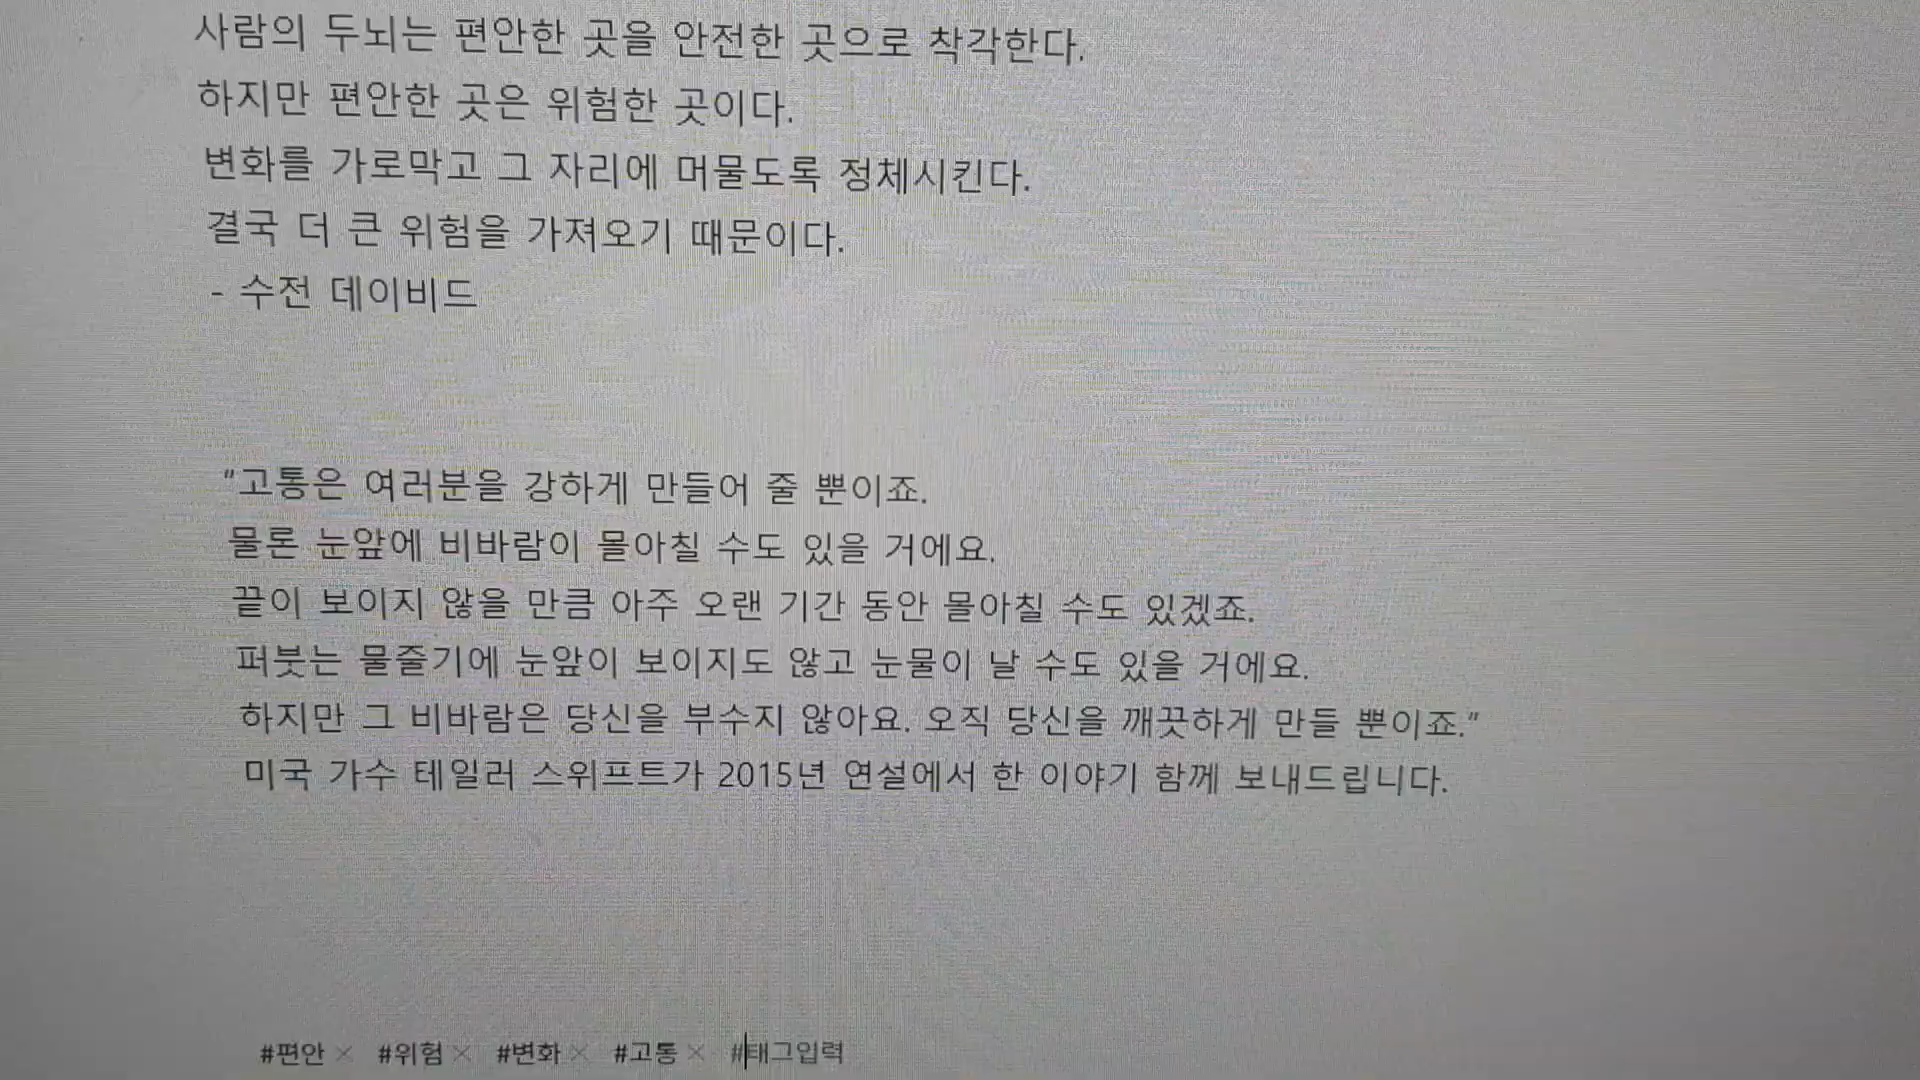 사람의 두뇌는 편안한 곳을 안전한 곳으로 착각한다.
하지만 편안한 곳은 위험한 곳이다.
변화를 가로막고 그 자리에 머물도록 정체시킨다.
결국 더 큰 위험을 가져오기 때문이다.
- 수전 데이비드
"고통은 여러분을 강하게 만들어 줄 뿐이죠.
물론 눈앞에 비바람이 몰아칠 수도 있을 거에요.
끝이 보이지 않을 만큼 아주 오랜 기간 동안 몰아칠 수도 있겠죠.
퍼붓는 물줄기에 눈앞이 보이지도 않고 눈물이 날 수도 있을 거에요.
하지만 그 비바람은 당신을 부수지 않아요. 오직 당신을 깨끗하게 만들 뿐이죠."
미국 가수 테일러 스위프트가 2015년 연설에서 한 이야기 함께 보내드립니다.
#편안 × #위험 × #변화 × #고통 × #태그입력